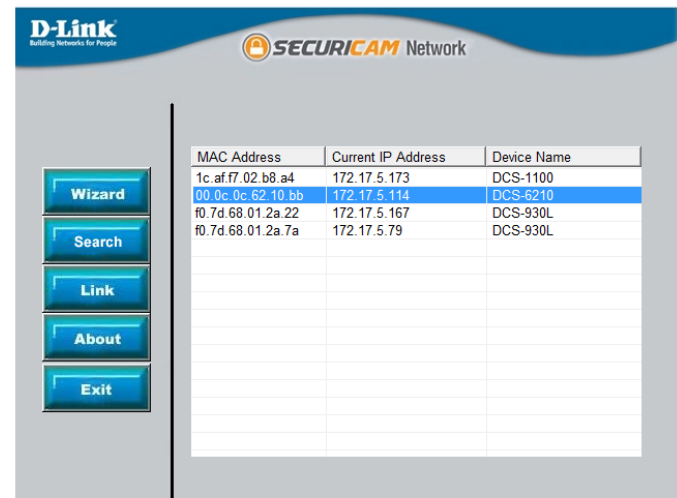 D-Link
Building Networks for People
SECURICAM Network
MAC Address Current IP Address Device Name
1c.af.f7.02.b8.a4 172.17.5.173 DCS-1100
00.0c.0c.62.10.bb 172.17.5.114 DCS-6210
f0.7d.68.01.2a.22 172.17.5.167 DCS-930L
f0.7d.68.01.2a.7a 172.17.5.79 DCS-930L
Wizard
Search
Link
About
Exit